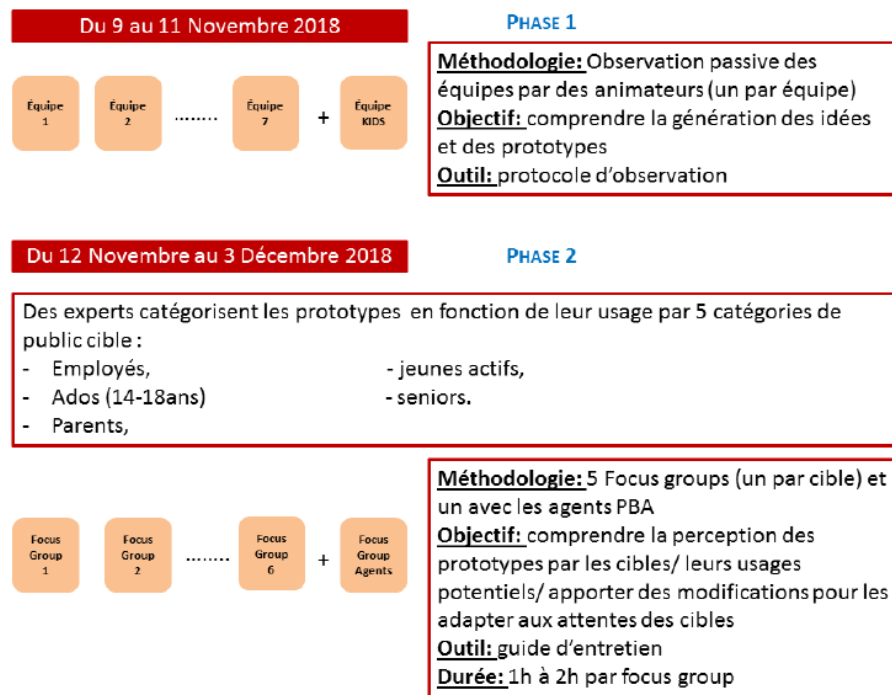 Du 9 au 11 Novembre 2018
PHASE 1
Équipe
1
Équipe
2
........
Équipe
7
+
Équipe
KIDS
Méthodologie: Observation passive des
équipes par des animateurs (un par équipe)
Objectif: comprendre la génération des idées
et des prototypes
Outil: protocole d'observation
Du 12 Novembre au 3 Décembre 2018
PHASE 2
Des experts catégorisent les prototypes en fonction de leur usage par 5 catégories de
public cible :
- Employés, - jeunes actifs,
- Ados (14-18ans) - seniors.
- Parents,
Focus
Group
1
Focus
Group
2
........
Focus
Group
6
+
Focus
Group
Agents
Méthodologie: 5 Focus groups (un par cible) et
un avec les agents PBA
Objectif: comprendre la perception des
prototypes par les cibles/ leurs usages
potentiels/ apporter des modifications pour les
adapter aux attentes des cibles
Outil: guide d'entretien
Durée: 1h à 2h par focus group